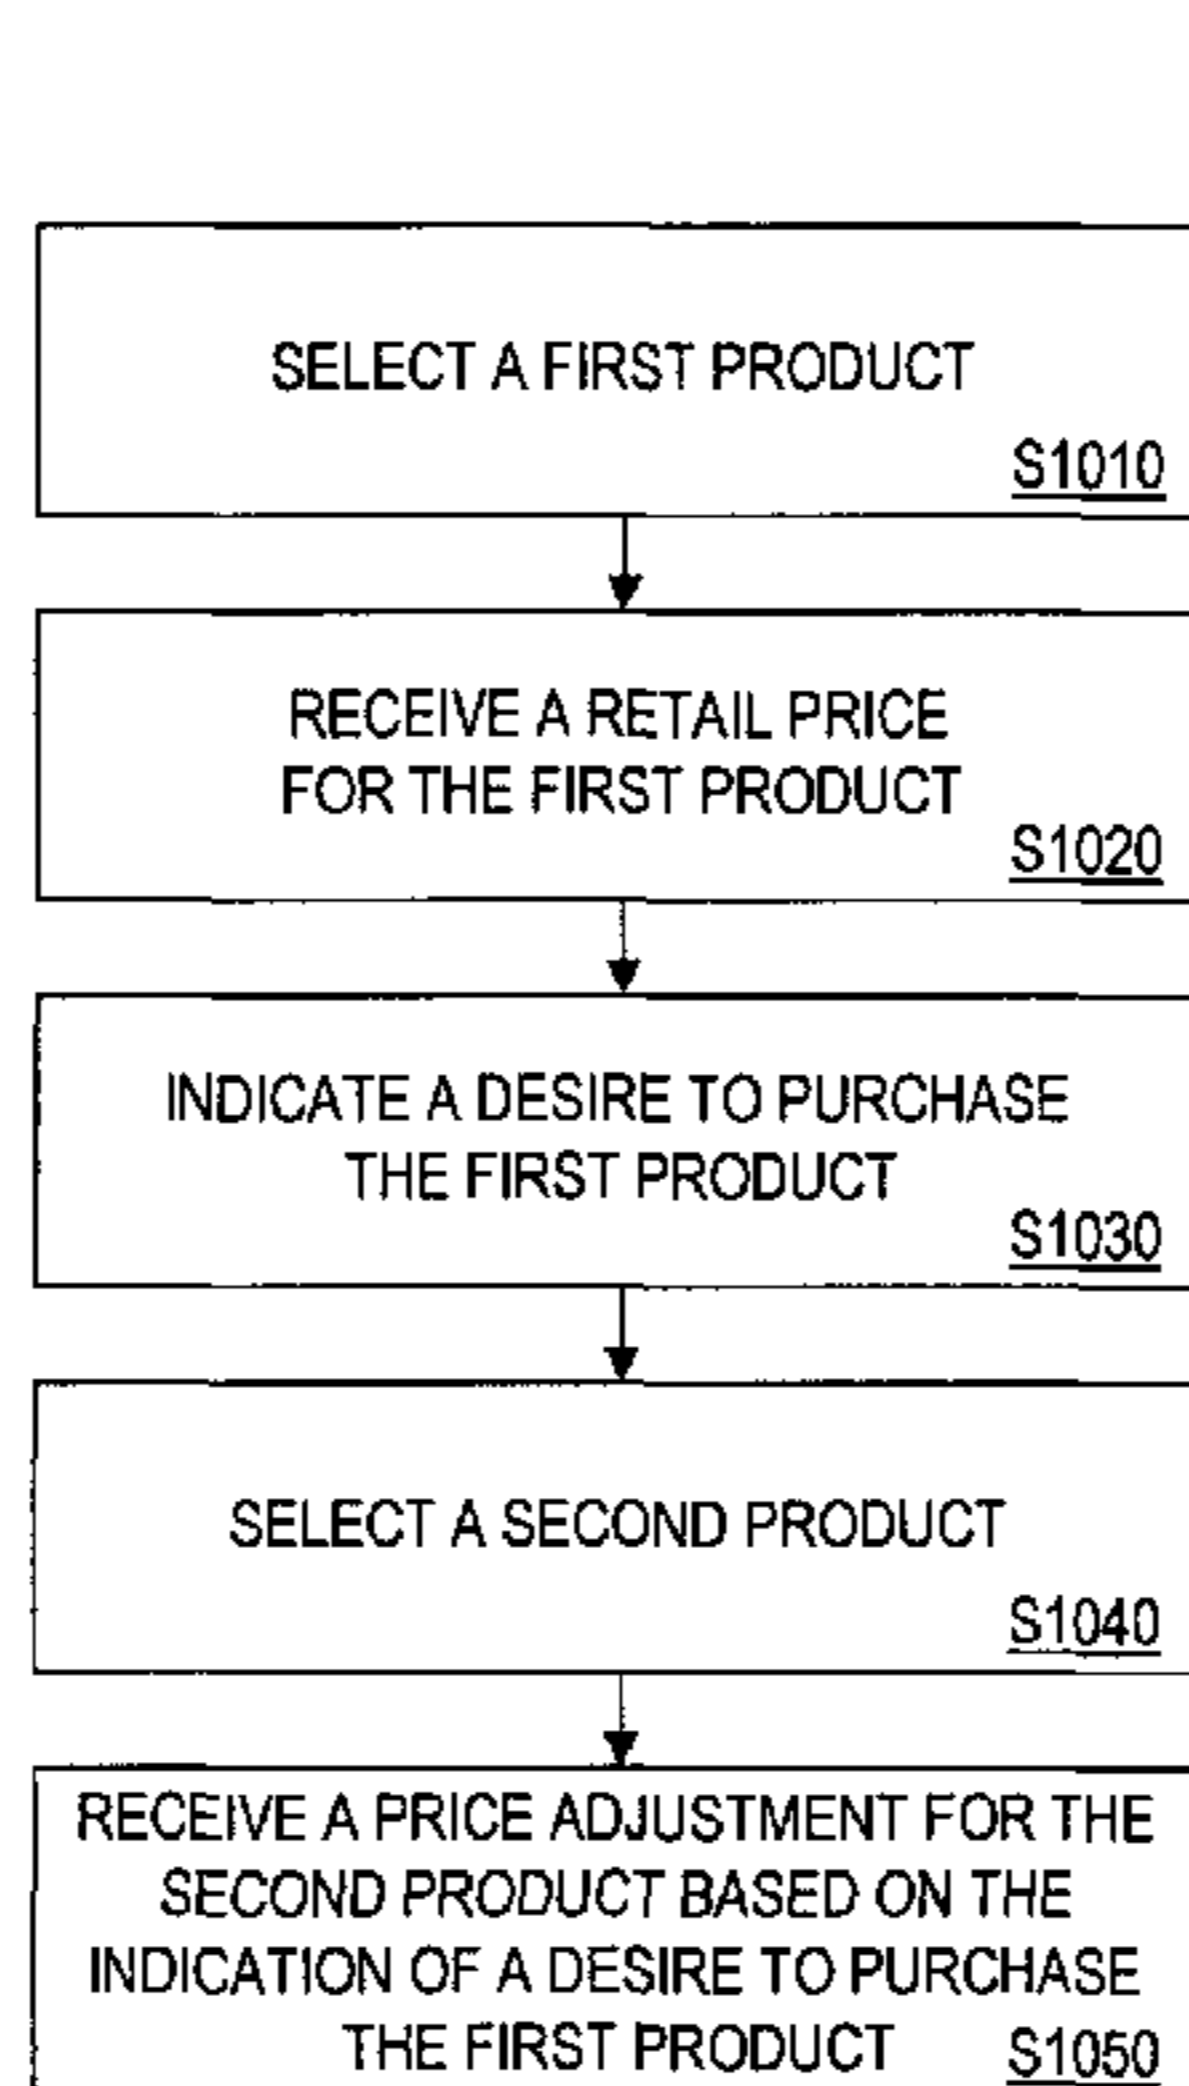 SELECT A FIRST PRODUCT
S1010
RECEIVE A RETAIL PRICE
FOR THE FIRST PRODUCT
S1020
INDICATE A DESIRE TO PURCHASE
THE FIRST PRODUCT
S1030
SELECT A SECOND PRODUCT
S1040
RECEIVE A PRICE ADJUSTMENT FOR THE
SECOND PRODUCT BASED ON THE
INDICATION OF A DESIRE TO PURCHASE
THE FIRST PRODUCT S1050